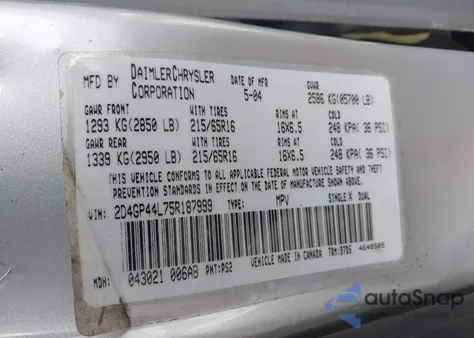 MFD BY DAIMLERCHRYSLER CORPORATION DATE OF MFR 5-04 GVWR 2586 KG(05700 LB)
GAWR FRONT WITH TIRES RIMS AT COLD
1293 KG(2850 LB) 215/65R16 16X6.5 248 KPA( 36 PSI)
GAWR REAR WITH TIRES RIMS AT COLD
1339 KG(2950 LB) 215/65R16 16X6.5 248 KPA( 36 PSI)
THIS VEHICLE CONFORMS TO ALL APPLICABLE FEDERAL MOTOR VEHICLE SAFETY, BUMPER, AND THEFT
PREVENTION STANDARDS IN EFFECT ON THE DATE OF MANUFACTURE SHOWN ABOVE.
VIN: 2D4GP44L75R187999 TYPE: MPV SINGLE X DUAL
MDH: 043021 006AB PNT:PS2 VEHICLE MADE IN CANADA TRM:S7DS
autoSnap